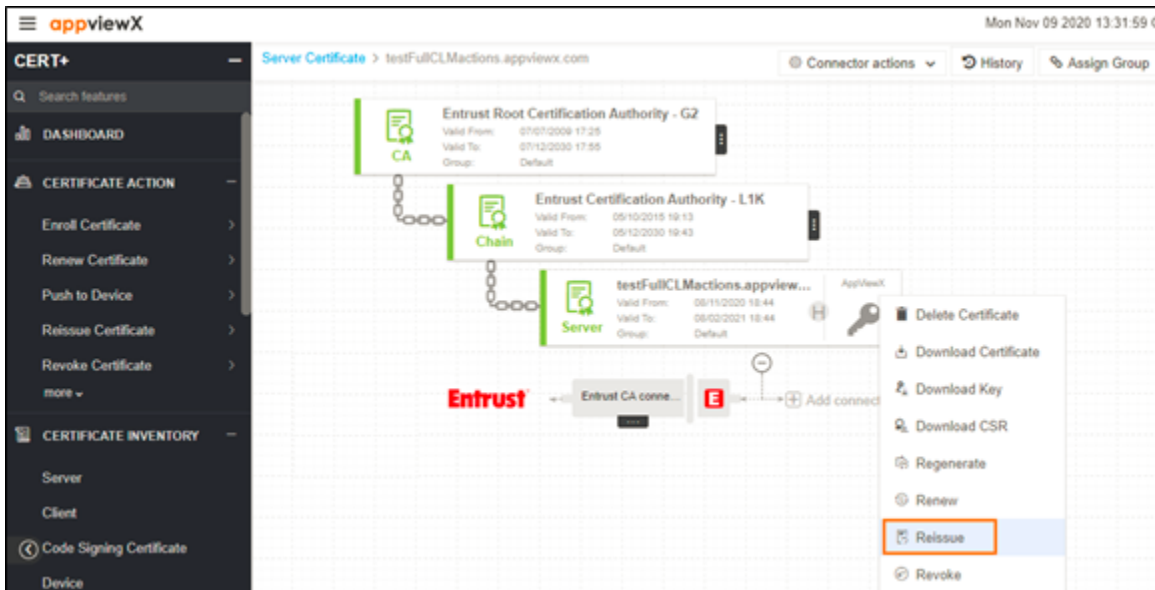 appviewX
Mon Nov 09 2020 13:31:59
CERT+
Search features
DASHBOARD
CERTIFICATE ACTION
Enroll Certificate
Renew Certificate
Push to Device
Reissue Certificate
Revoke Certificate
more
CERTIFICATE INVENTORY
Server
Client
Code Signing Certificate
Device
Server Certificate > testFullCLMactions.appviewx.com
Connector actions
History
Assign Group
Entrust Root Certification Authority - G2
Valid From: 07/07/2009 17:25
Valid To: 07/12/2030 17:55
Group: Default
CA
Entrust Certification Authority - L1K
Valid From: 05/10/2015 19:13
Valid To: 05/12/2030 19:43
Group: Default
Chain
testFullCLMactions.appview...
Valid From: 08/11/2020 18:44
Valid To: 08/02/2021 18:44
Group: Default
Server
H
AppViewX
Entrust
Entrust CA conne...
E
Add connect
Delete Certificate
Download Certificate
Download Key
Download CSR
Regenerate
Renew
Reissue
Revoke